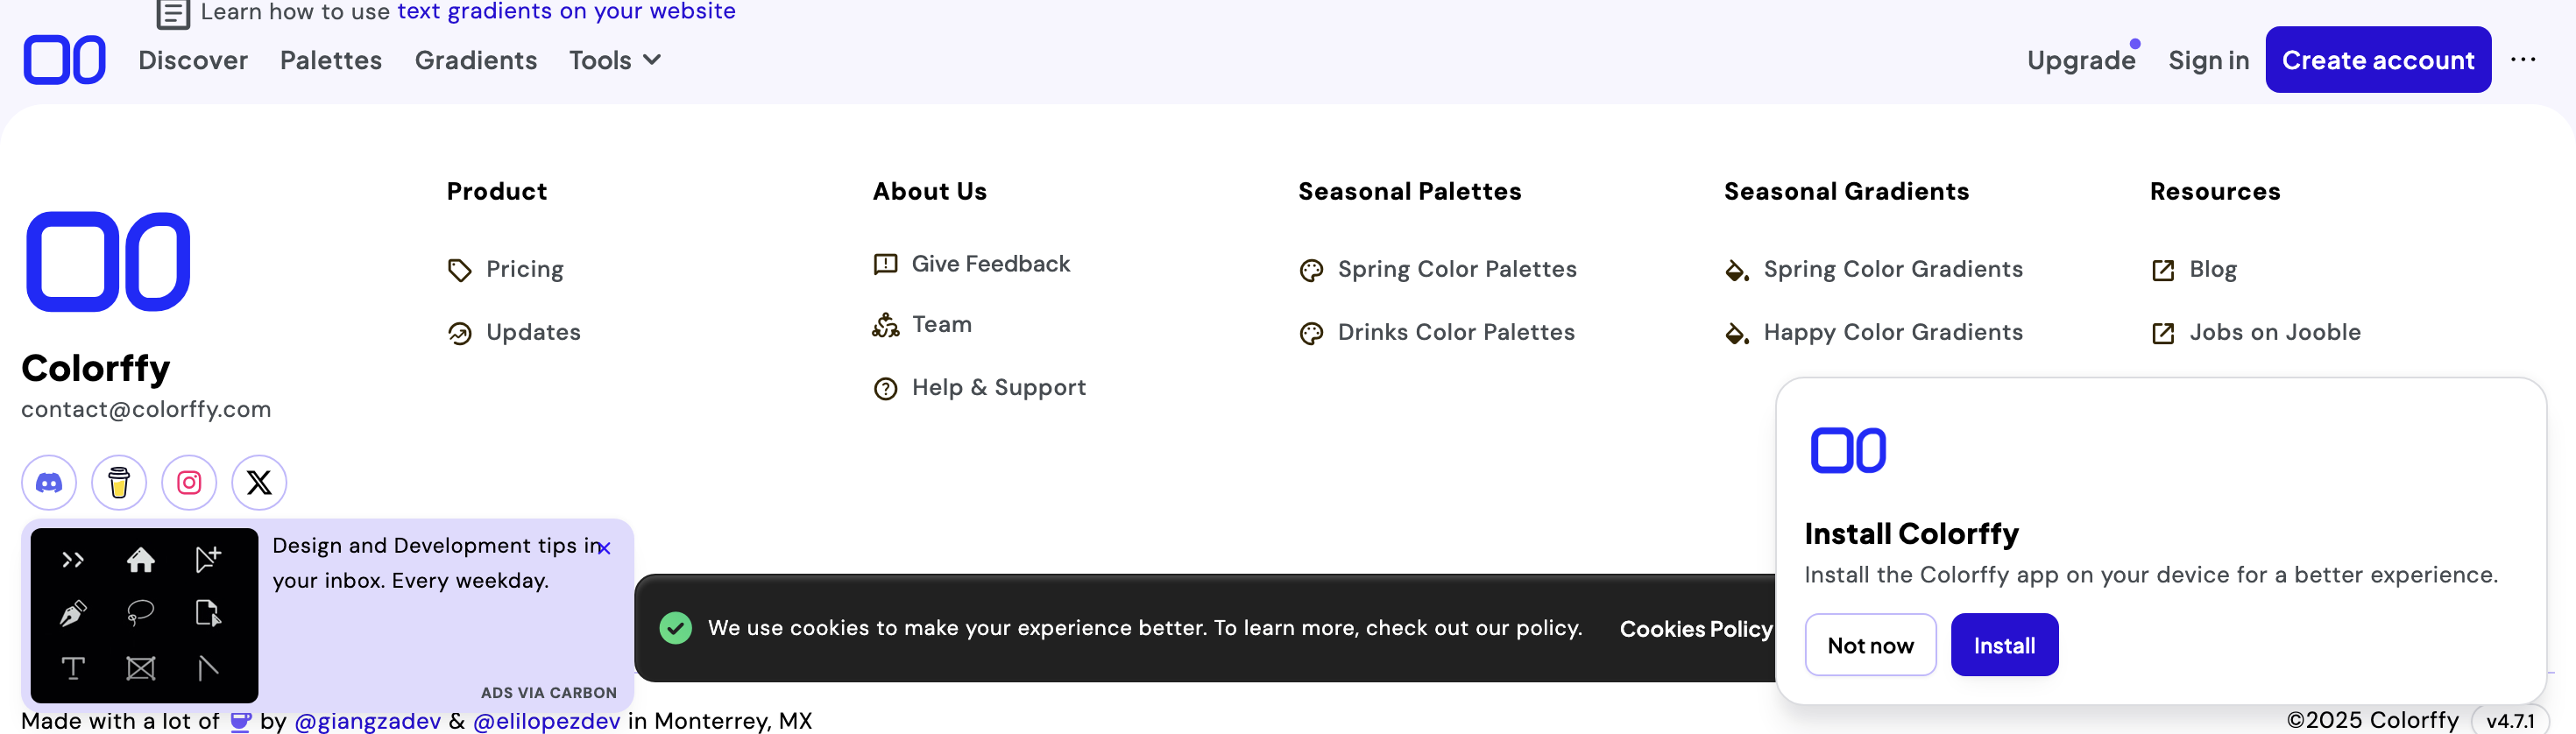 Learn how to use text gradients on your website
Discover Palettes Gradients Tools
Upgrade Sign in Create account
Colorffy
contact@colorffy.com
Product
Pricing
Updates
About Us
Give Feedback
Team
Help & Support
Seasonal Palettes
Spring Color Palettes
Drinks Color Palettes
Seasonal Gradients
Spring Color Gradients
Happy Color Gradients
Resources
Blog
Jobs on Jooble
Design and Development tips in
your inbox. Every weekday.
ADS VIA CARBON
We use cookies to make your experience better. To learn more, check out our policy. Cookies Policy
Install Colorffy
Install the Colorffy app on your device for a better experience.
Not now Install
Made with a lot of by @giangzadev & @elilopezdev in Monterrey, MX
©2025 Colorffy v4.7.1